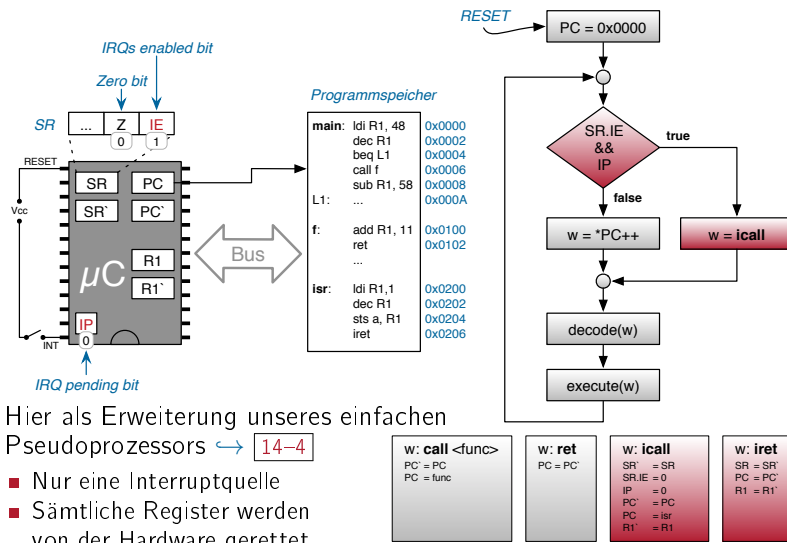 IRQs enabled bit
Zero bit
SR ... Z IE
0 1
RESET
Vcc
SR PC
SR` PC`
R1
R1`
µC
IP
0
INT
IRQ pending bit
Bus
Programmspeicher
main: ldi R1, 48 0x0000
dec R1 0x0002
beq L1 0x0004
call f 0x0006
sub R1, 58 0x0008
L1: ... 0x000A
f: add R1, 11 0x0100
ret 0x0102
...
isr: ldi R1,1 0x0200
dec R1 0x0202
sts a, R1 0x0204
iret 0x0206
RESET
PC = 0x0000
SR.IE
&&
IP
true
false
w = *PC++
w = icall
decode(w)
execute(w)
Hier als Erweiterung unseres einfachen
Pseudoprozessors ↪ 14–4
■ Nur eine Interruptquelle
■ Sämtliche Register werden
von der Hardware gerettet
w: call <func>
PC` = PC
PC = func
w: ret
PC = PC`
w: icall
SR` = SR
SR.IE = 0
IP = 0
PC` = PC
PC = isr
R1` = R1
w: iret
SR = SR`
PC = PC`
R1 = R1`